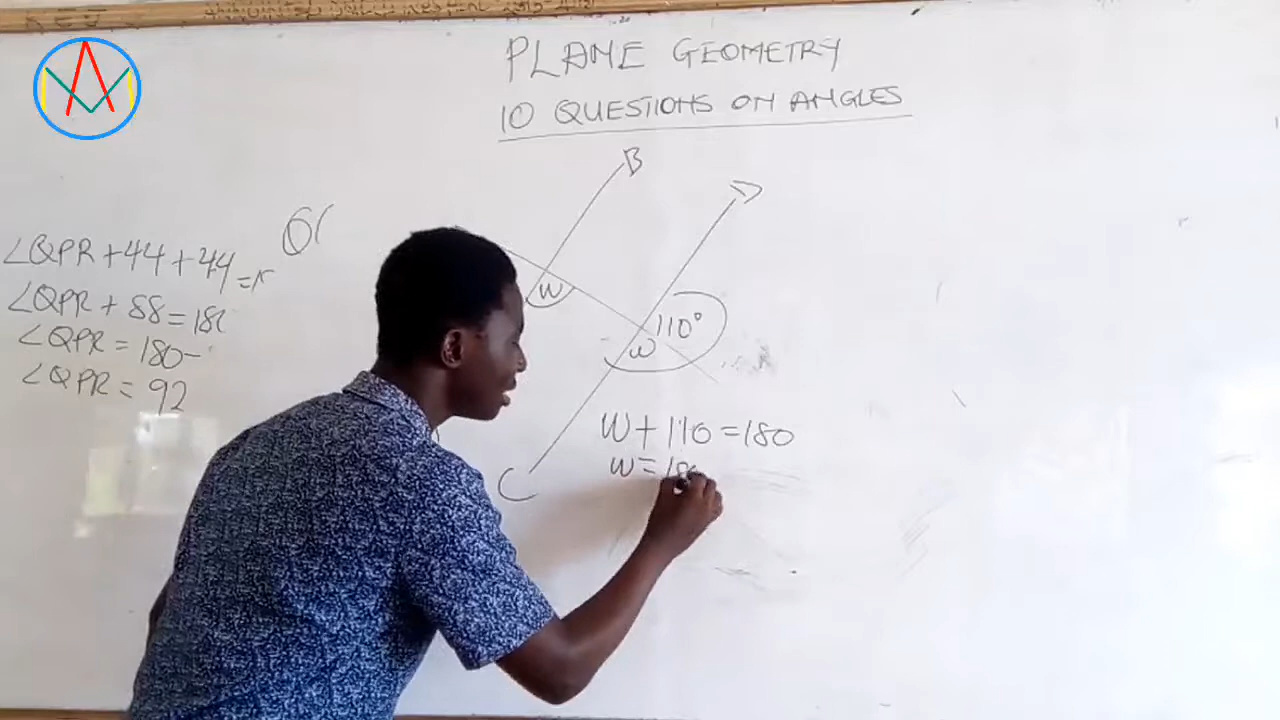 PLANE GEOMETRY
10 QUESTIONS ON ANGLES
∠QPR + 44 + 44 =
∠QPR + 88 = 18
∠QPR = 180 -
∠QPR = 92
B
D
W
110°
W
C
W + 110 = 180
W = 18